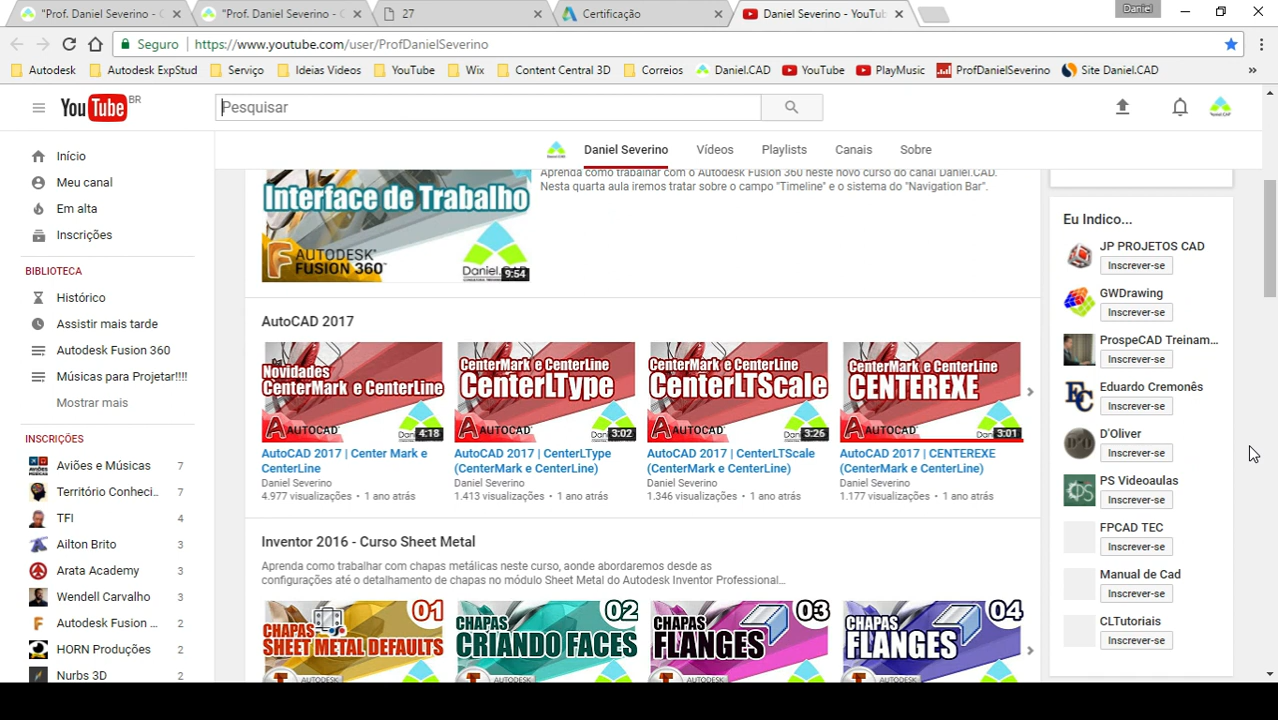 "Prof. Daniel Severino - C
"Prof. Daniel Severino - C
27
Certificação
Daniel Severino - YouTub
Daniel
Seguro
https://www.youtube.com/user/ProfDanielSeverino
Autodesk
Autodesk ExpStud
Serviço
Ideias Videos
YouTube
Wix
Content Central 3D
Correios
Daniel.CAD
YouTube
PlayMusic
ProfDanielSeverino
Site Daniel.CAD
»
YouTube BR
Pesquisar
Daniel Severino
Vídeos
Playlists
Canais
Sobre
Início
Meu canal
Em alta
Inscrições
BIBLIOTECA
Histórico
Assistir mais tarde
Autodesk Fusion 360
Músicas para Projetar!!!!
Mostrar mais
INSCRIÇÕES
Aviões e Músicas 7
Território Conheci... 7
TFI 4
Ailton Brito 3
Arata Academy 3
Wendell Carvalho 3
Autodesk Fusion ... 2
HORN Produções 2
Nurbs 3D 2
Interface de Trabalho
AUTODESK
FUSION 360™
Daniel.CAD
9:54
Aprenda como trabalhar com o Autodesk Fusion 360 neste novo curso do canal Daniel.CAD.
Nesta quarta aula iremos tratar sobre o campo "Timeline" e o sistema do "Navigation Bar".
AutoCAD 2017
Novidades
CenterMark e CenterLine
AUTOCAD
4:18
AutoCAD 2017 | Center Mark e
CenterLine
Daniel Severino
4.977 visualizações • 1 ano atrás
CenterMark e CenterLine
CenterLType
AUTOCAD
3:02
AutoCAD 2017 | CenterLType
(CenterMark e CenterLine)
Daniel Severino
1.413 visualizações • 1 ano atrás
CenterMark e CenterLine
CenterLTScale
AUTOCAD
3:26
AutoCAD 2017 | CenterLTScale
(CenterMark e CenterLine)
Daniel Severino
1.346 visualizações • 1 ano atrás
CenterMark e CenterLine
CENTEREXE
AUTOCAD
3:01
AutoCAD 2017 | CENTEREXE
(CenterMark e CenterLine)
Daniel Severino
1.177 visualizações • 1 ano atrás
Inventor 2016 - Curso Sheet Metal
Aprenda como trabalhar com chapas metálicas neste curso, aonde abordaremos desde as
configurações até o detalhamento de chapas no módulo Sheet Metal do Autodesk Inventor Professional...
01
CHAPAS
SHEET METAL DEFAULTS
AUTODESK
02
CHAPAS
CRIANDO FACES
AUTODESK
03
CHAPAS
FLANGES
AUTODESK
04
CHAPAS
FLANGES
AUTODESK
Eu Indico...
JP PROJETOS CAD
Inscrever-se
GWDrawing
Inscrever-se
ProspeCAD Treinam...
Inscrever-se
Eduardo Cremonês
Inscrever-se
D'Oliver
Inscrever-se
PS Videoaulas
Inscrever-se
FPCAD TEC
Inscrever-se
Manual de Cad
Inscrever-se
CLTutoriais
Inscrever-se